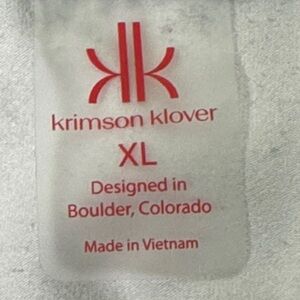 krimson klover
XL
Designed in
Boulder, Colorado
Made in Vietnam